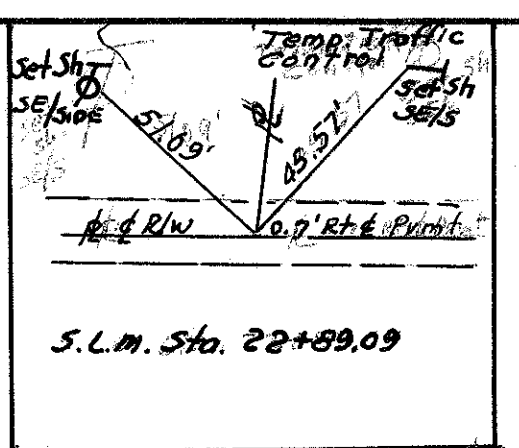 Temp. Traffic
Control
Set Sh
SE/SIDE
Set Sh
SE/S
51.09'
45.57'
℄ R/W
0.7' Rt ℄ Pvmt
S.L.M. Sta. 22+89.09